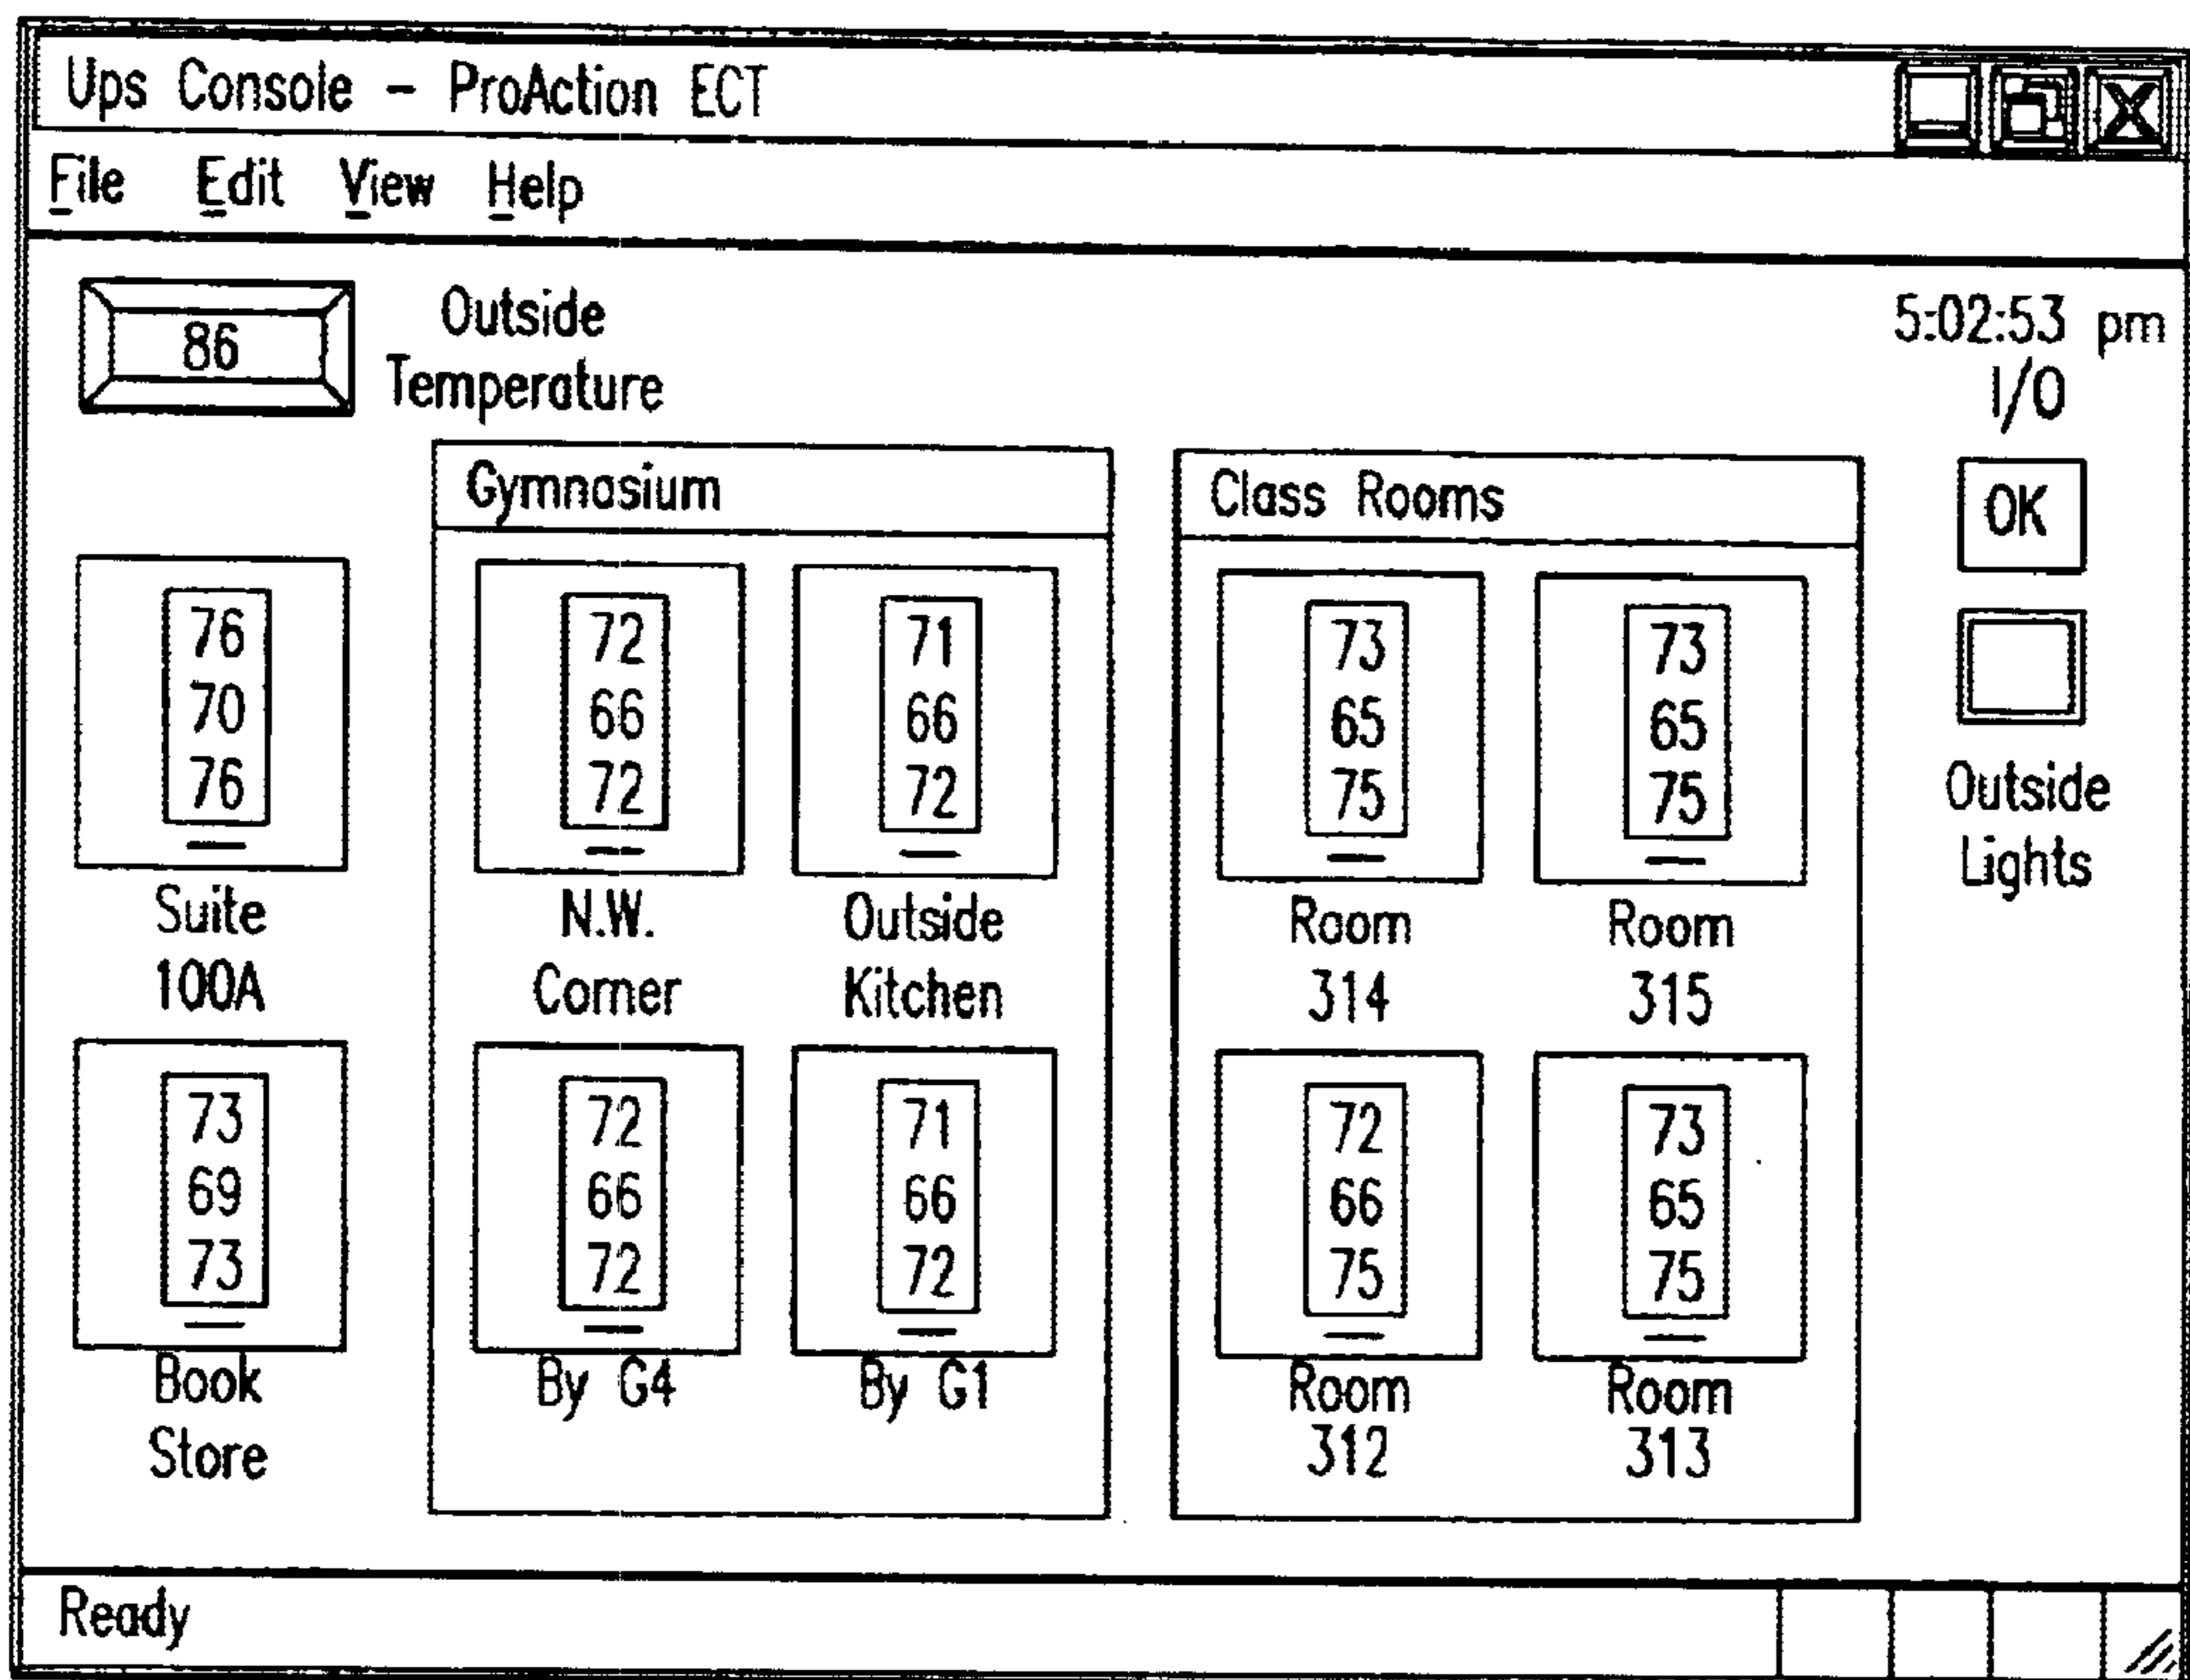 Ups Console - ProAction ECT
File Edit View Help
86
Outside
Temperature
5:02:53 pm
I/O
OK
Outside
Lights
76
70
76
Suite
100A
73
69
73
Book
Store
Gymnasium
72
66
72
N.W.
Corner
71
66
72
Outside
Kitchen
72
66
72
By G4
71
66
72
By G1
Class Rooms
73
65
75
Room
314
73
65
75
Room
315
72
66
75
Room
312
73
65
75
Room
313
Ready